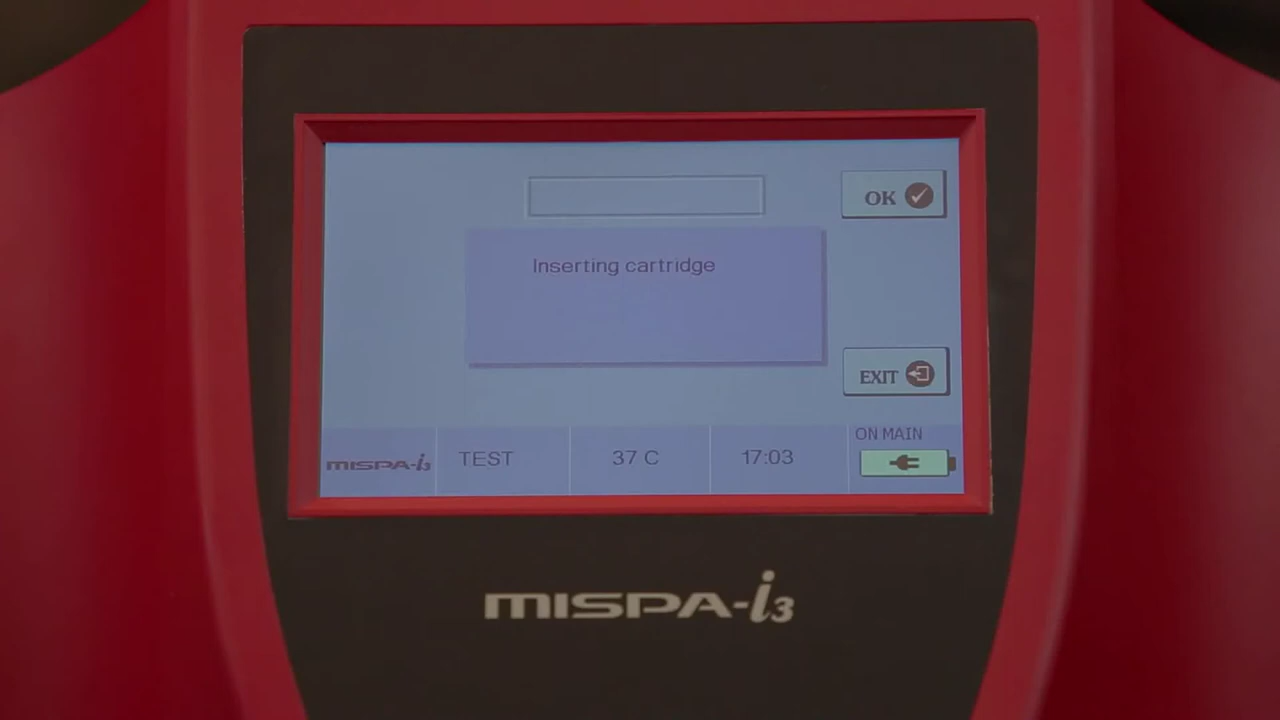 OK
Inserting cartridge
EXIT
ON MAIN
MISPA-i3 TEST 37 C 17:03
MISPA-i3